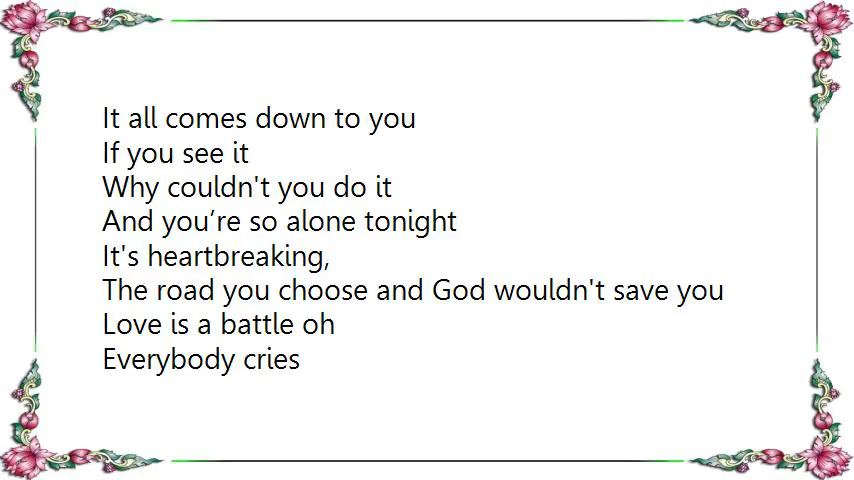 It all comes down to you
If you see it
Why couldn't you do it
And you’re so alone tonight
It's heartbreaking,
The road you choose and God wouldn't save you
Love is a battle oh
Everybody cries